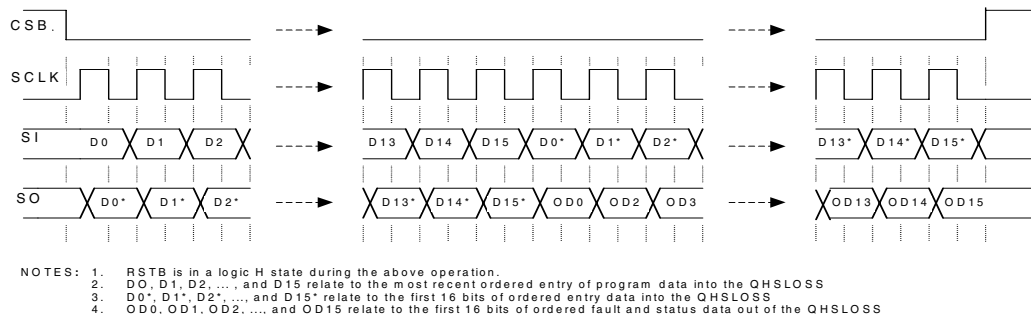 CSB.
SCLK
SI D0 D1 D2 D13 D14 D15 D0* D1* D2* D13* D14* D15*
SO D0* D1* D2* D13* D14* D15* OD0 OD2 OD3 OD13 OD14 OD15
NOTES: 1. RSTB is in a logic H state during the above operation.
2. DO, D1, D2, ... , and D15 relate to the most recent ordered entry of program data into the QHSLOSS
3. D0*, D1*, D2*, ..., and D15* relate to the first 16 bits of ordered entry data into the QHSLOSS
4. OD0, OD1, OD2, ..., and OD15 relate to the first 16 bits of ordered fault and status data out of the QHSLOSS